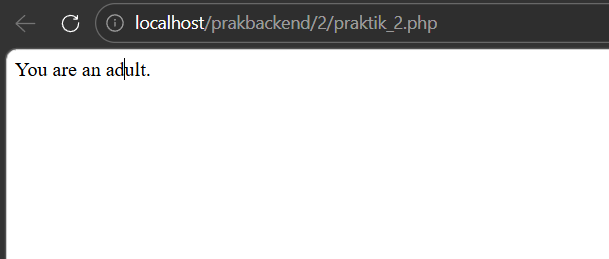 localhost/prakbackend/2/praktik_2.php
You are an adult.